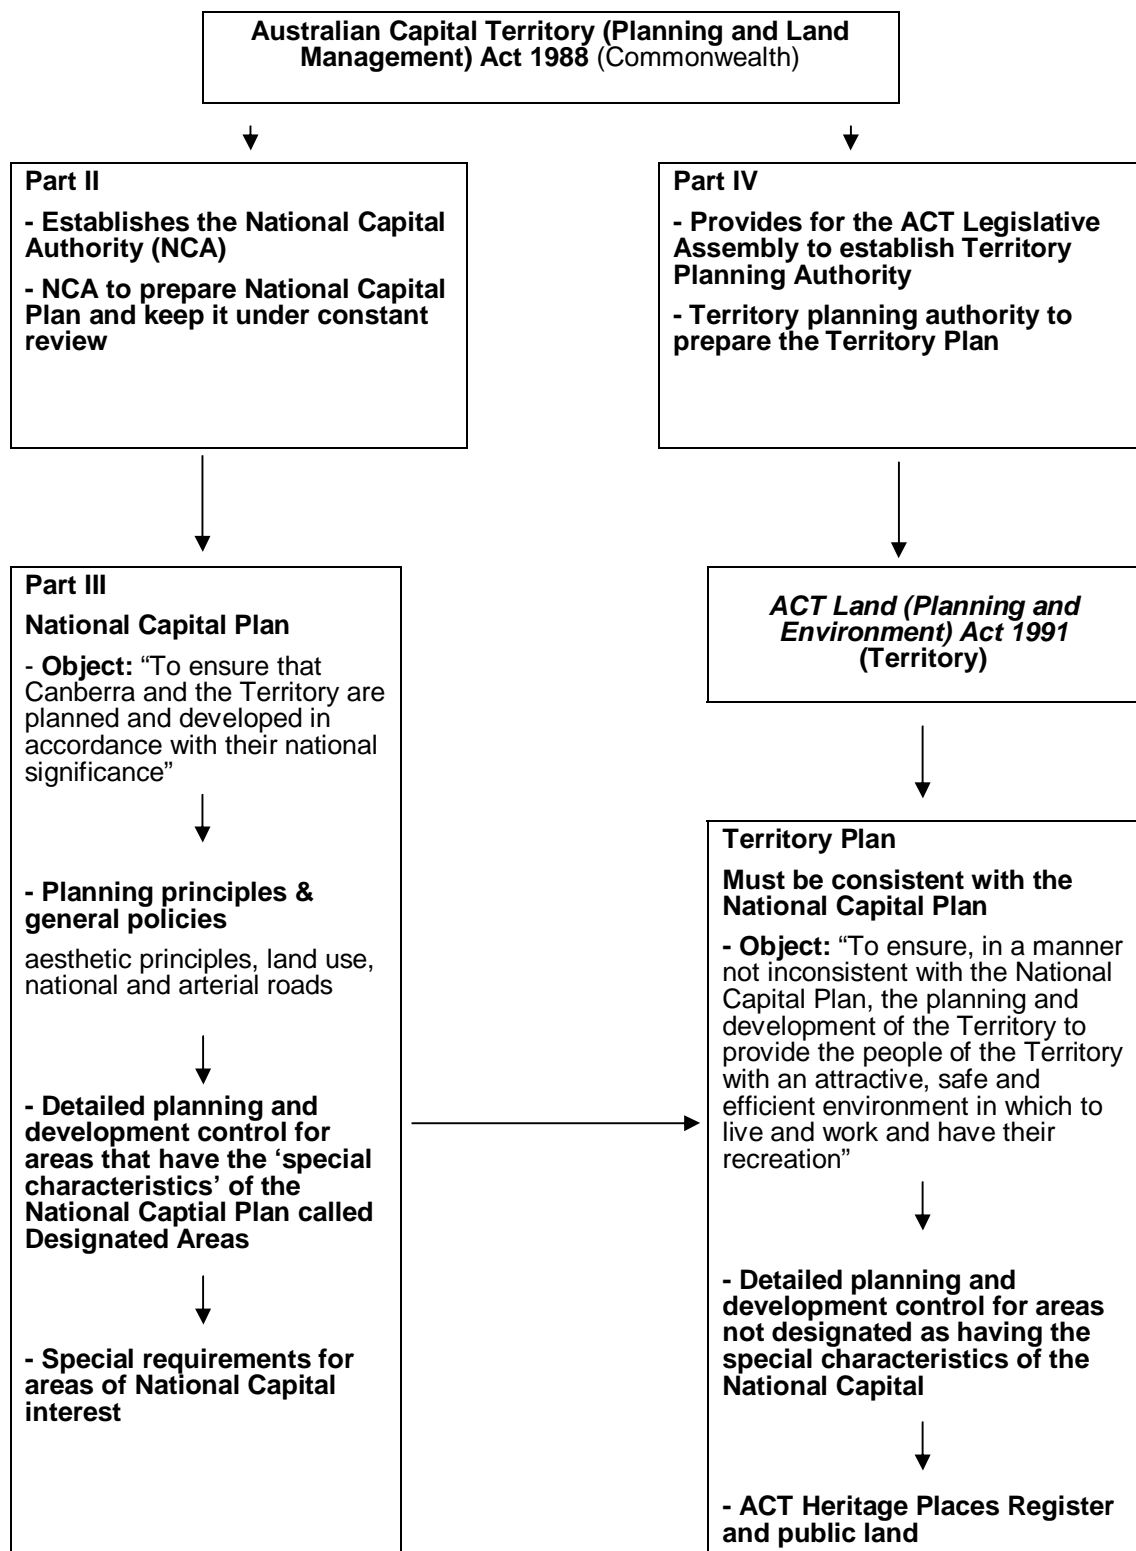 Australian Capital Territory (Planning and Land
Management) Act 1988 (Commonwealth)
Part II
- Establishes the National Capital
Authority (NCA)
- NCA to prepare National Capital
Plan and keep it under constant
review
Part IV
- Provides for the ACT Legislative
Assembly to establish Territory
Planning Authority
- Territory planning authority to
prepare the Territory Plan
Part III
National Capital Plan
- Object: “To ensure that
Canberra and the Territory are
planned and developed in
accordance with their national
significance”
- Planning principles &
general policies
aesthetic principles, land use,
national and arterial roads
- Detailed planning and
development control for
areas that have the ‘special
characteristics’ of the
National Captial Plan called
Designated Areas
- Special requirements for
areas of National Capital
interest
ACT Land (Planning and
Environment) Act 1991
(Territory)
Territory Plan
Must be consistent with the
National Capital Plan
- Object: “To ensure, in a manner
not inconsistent with the National
Capital Plan, the planning and
development of the Territory to
provide the people of the Territory
with an attractive, safe and
efficient environment in which to
live and work and have their
recreation”
- Detailed planning and
development control for areas
not designated as having the
special characteristics of the
National Capital
- ACT Heritage Places Register
and public land